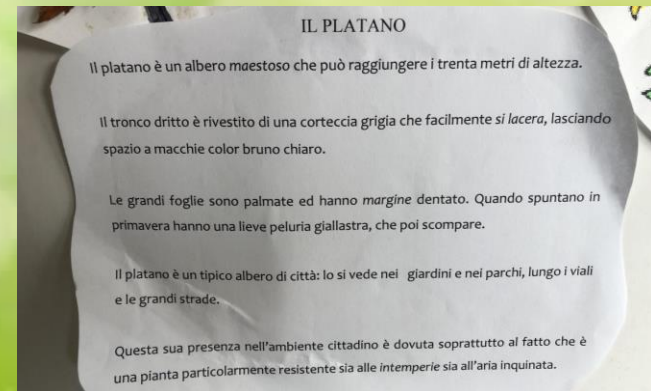 IL PLATANO
Il platano è un albero maestoso che può raggiungere i trenta metri di altezza.
Il tronco dritto è rivestito di una corteccia grigia che facilmente si lacera, lasciando
spazio a macchie color bruno chiaro.
Le grandi foglie sono palmate ed hanno margine dentato. Quando spuntano in
primavera hanno una lieve peluria giallastra, che poi scompare.
Il platano è un tipico albero di città: lo si vede nei giardini e nei parchi, lungo i viali
e le grandi strade.
Questa sua presenza nell'ambiente cittadino è dovuta soprattutto al fatto che è
una pianta particolarmente resistente sia alle intemperie sia all'aria inquinata.